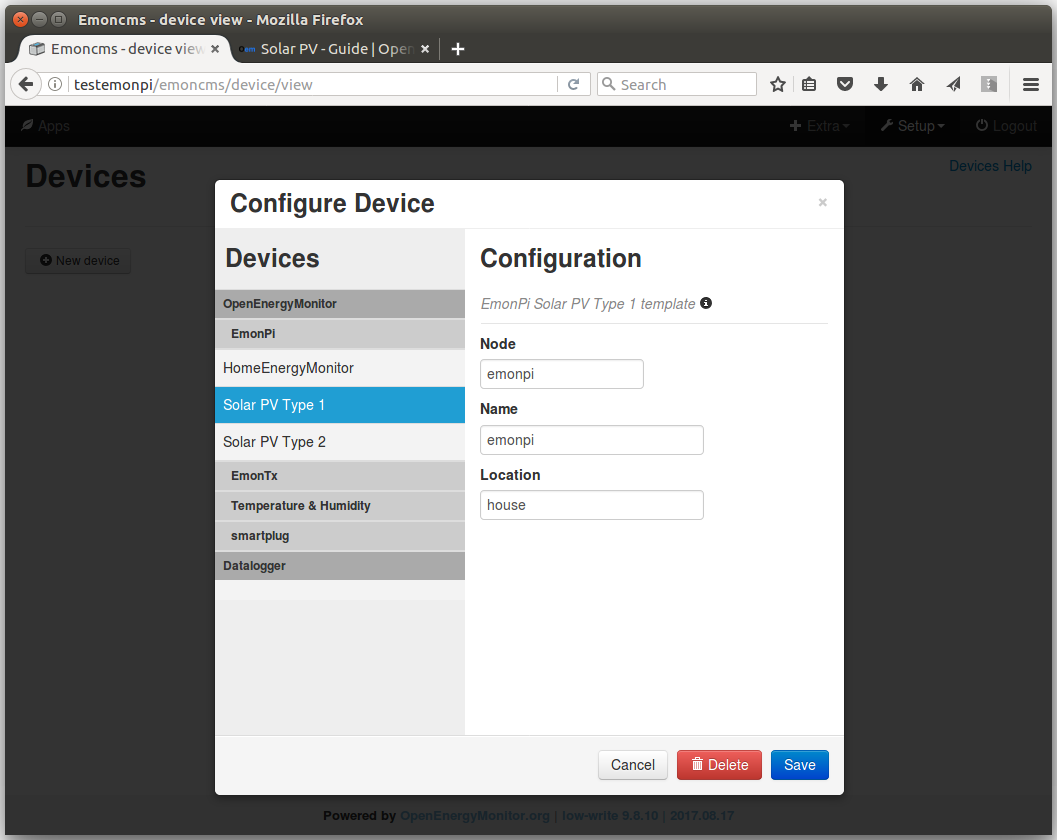 Emoncms - device view - Mozilla Firefox
Emoncms - device view
Solar PV - Guide | Open
testemonpi/emoncms/device/view
Search
Apps
Extra
Setup
Logout
Devices
Devices Help
New device
Configure Device
×
Devices
OpenEnergyMonitor
EmonPi
HomeEnergyMonitor
Solar PV Type 1
Solar PV Type 2
EmonTx
Temperature & Humidity
smartplug
Datalogger
Configuration
EmonPi Solar PV Type 1 template
Node
emonpi
Name
emonpi
Location
house
Cancel
Delete
Save
Powered by OpenEnergyMonitor.org | low-write 9.8.10 | 2017.08.17